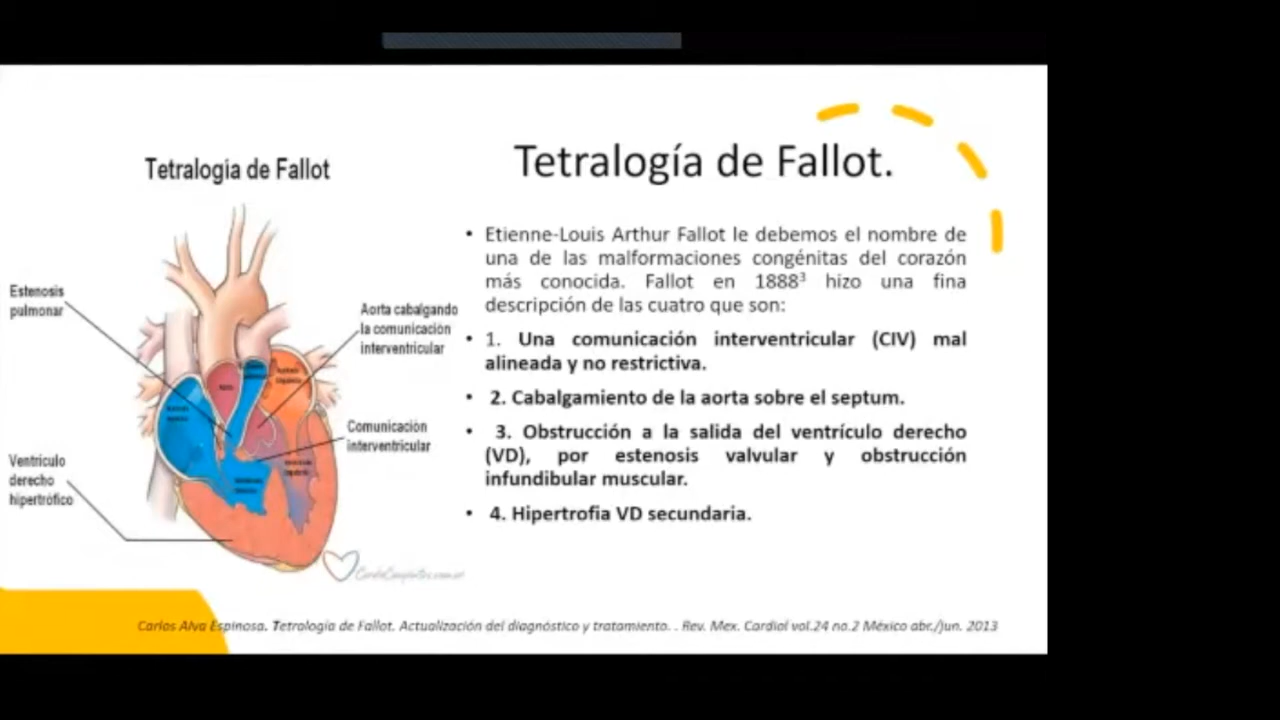 Tetralogía de Fallot
Estenosis
pulmonar
Aorta cabalgando
la comunicación
interventricular
Comunicación
interventricular
Ventrículo
derecho
hipertrófico
Tetralogía de Fallot.
• Etienne-Louis Arthur Fallot le debemos el nombre de
una de las malformaciones congénitas del corazón
más conocida. Fallot en 1888³ hizo una fina
descripción de las cuatro que son:
• 1. Una comunicación interventricular (CIV) mal
alineada y no restrictiva.
• 2. Cabalgamiento de la aorta sobre el septum.
• 3. Obstrucción a la salida del ventrículo derecho
(VD), por estenosis valvular y obstrucción
infundibular muscular.
• 4. Hipertrofia VD secundaria.
Carlos Alva Espinosa. Tetralogía de Fallot. Actualización del diagnóstico y tratamiento. . Rev. Mex. Cardiol vol.24 no.2 México abr./jun. 2013